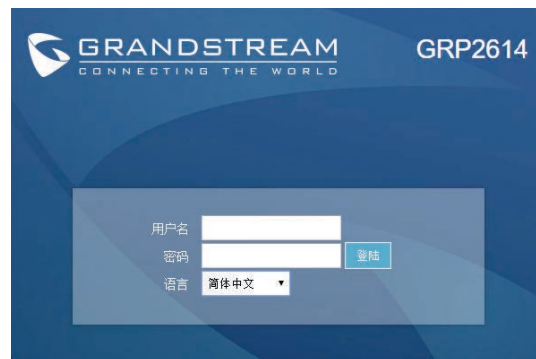 GRANDSTREAM
CONNECTING THE WORLD
GRP2614
用户名
密码
登陆
语言
简体中文